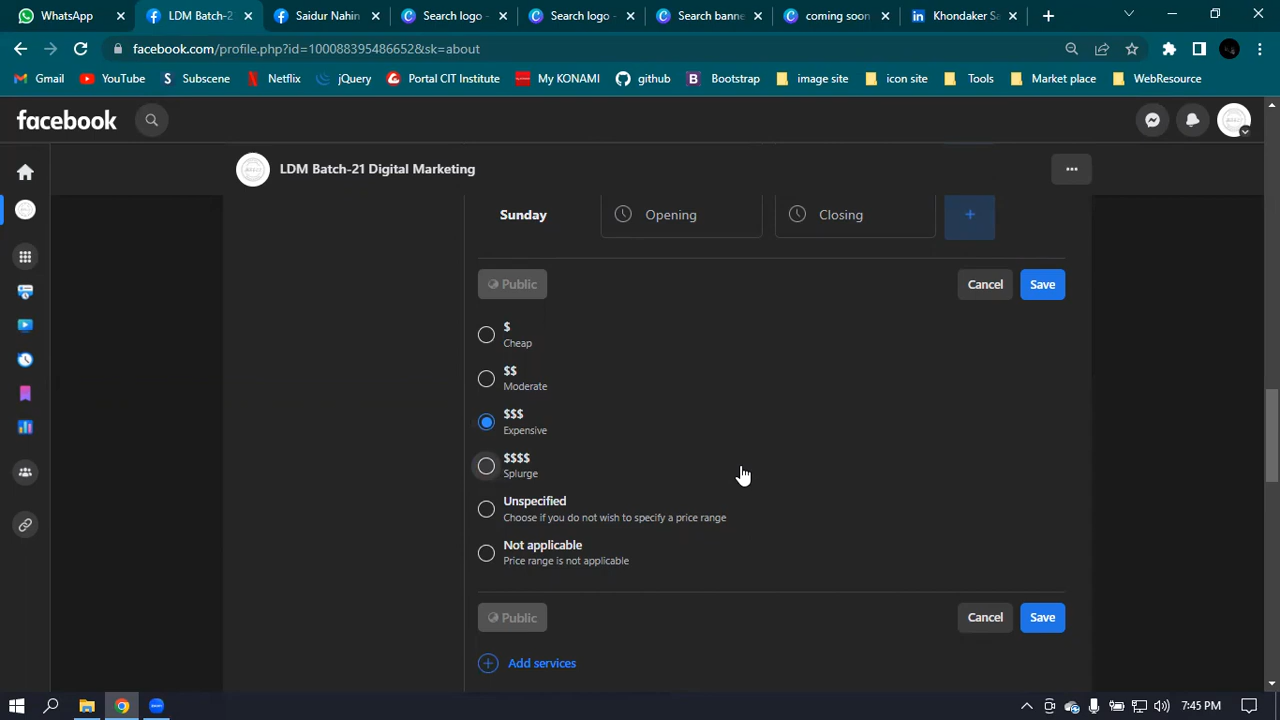 WhatsApp
LDM Batch-2
Saidur Nahin
Search logo -
Search logo -
Search banne
coming soon
Khondaker Sa
facebook.com/profile.php?id=100088395486652&sk=about
Gmail
YouTube
Subscene
Netflix
jQuery
Portal CIT Institute
My KONAMI
github
Bootstrap
image site
icon site
Tools
Market place
WebResource
facebook
LDM Batch-21 Digital Marketing
Sunday
Opening
Closing
Public
Cancel
Save
$
Cheap
$$
Moderate
$$$
Expensive
$$$$
Splurge
Unspecified
Choose if you do not wish to specify a price range
Not applicable
Price range is not applicable
Public
Cancel
Save
Add services
7:45 PM